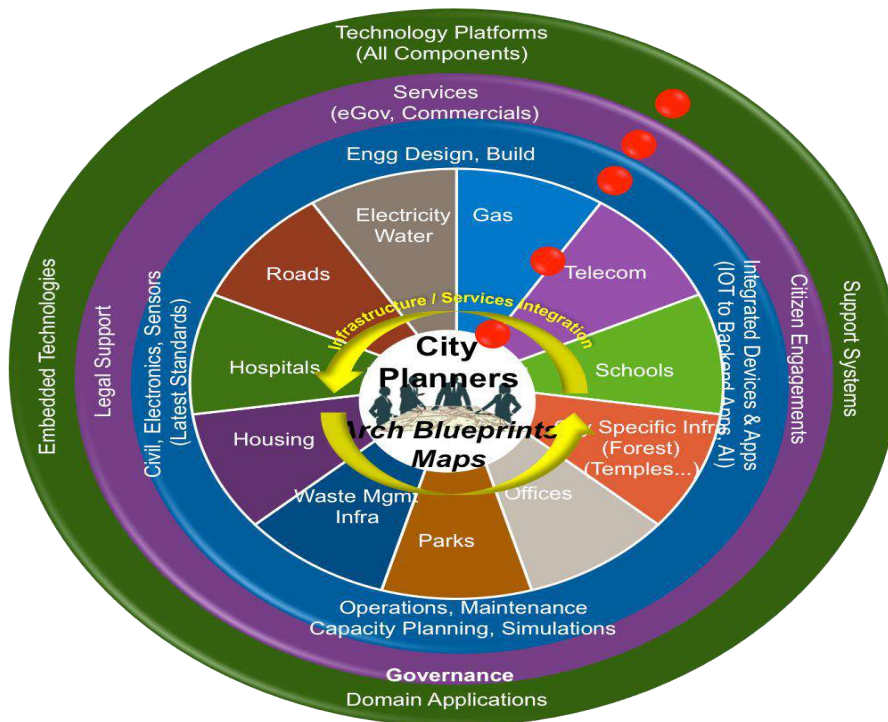 Technology Platforms
(All Components)
Services
(eGov, Commercials)
Engg Design, Build
Electricity
Water
Gas
Roads
Telecom
Infrastructure / Services Integration
Hospitals
Schools
City
Planners
Arch Blueprints
Maps
Housing
y Specific Infra
(Forest)
(Temples...)
Waste Mgmt
Infra
Offices
Parks
Embedded Technologies
Legal Support
Civil, Electronics, Sensors
(Latest Standards)
Integrated Devices & Apps
(IOT to Backend Apps, AI)
Citizen Engagements
Support Systems
Operations, Maintenance
Capacity Planning, Simulations
Governance
Domain Applications